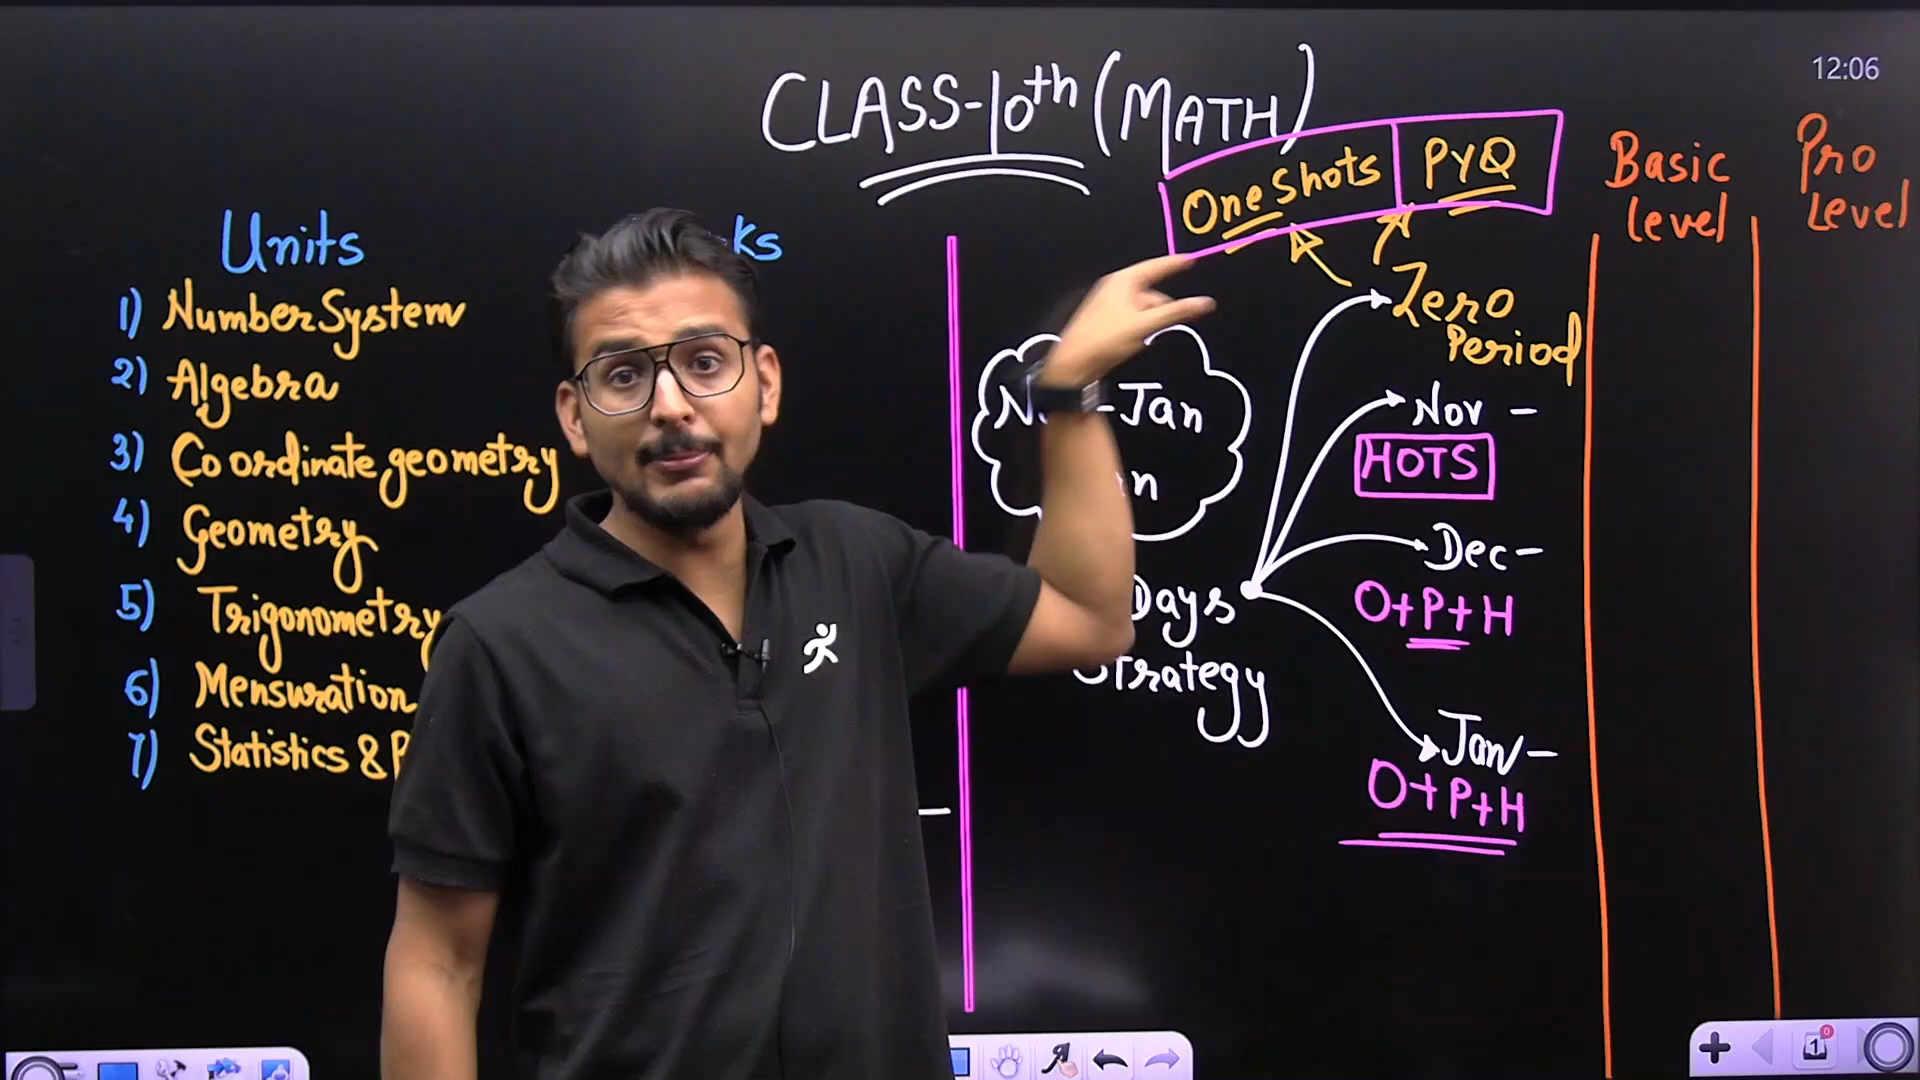 12:06
CLASS-10th (MATH)
One Shots
PYQ
Basic
level
Pro
Level
Units
1) Number System
2) Algebra
3) Coordinate geometry
4) Geometry
5) Trigonometry
6) Mensuration
7) Statistics &
Zero
Period
-Jan
Nov -
HOTS
Dec -
O+P+H
Days
Strategy
Jan -
O+P+H
1
0